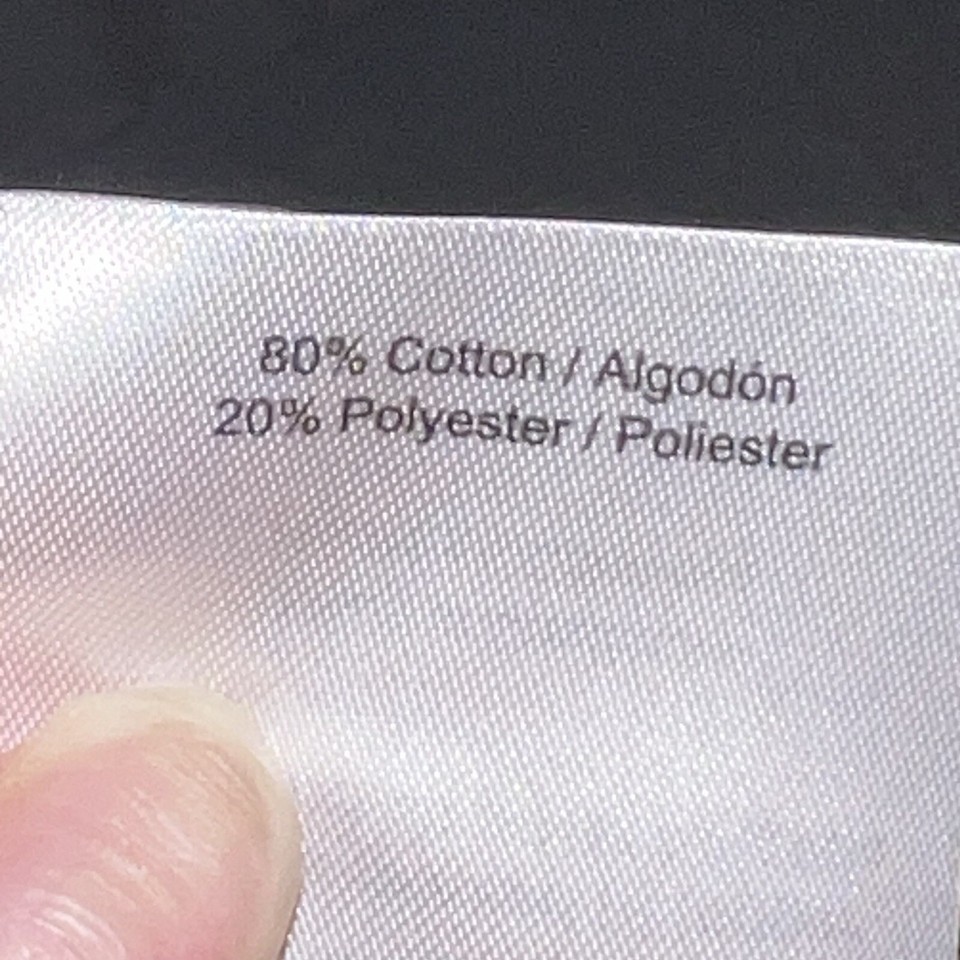 80% Cotton / Algodón
20% Polyester / Poliester